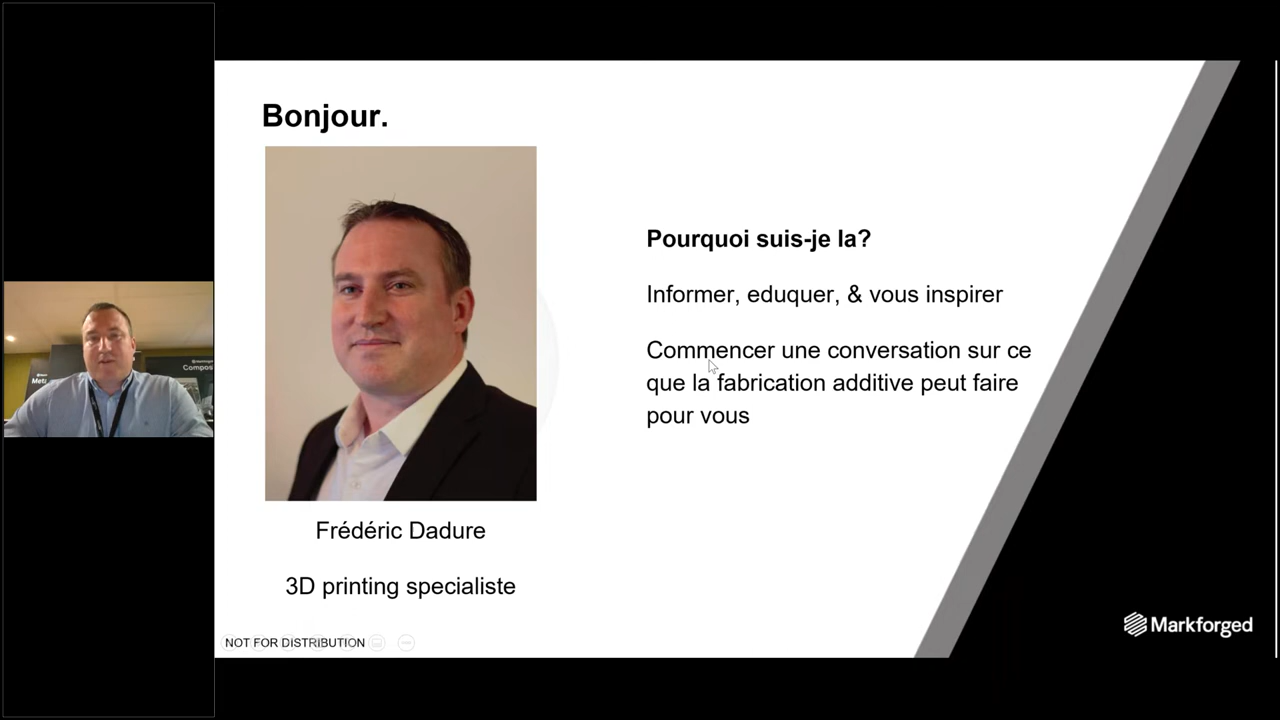 Bonjour.
Pourquoi suis-je la?
Informer, eduquer, & vous inspirer
Commencer une conversation sur ce
que la fabrication additive peut faire
pour vous
Frédéric Dadure
3D printing specialiste
NOT FOR DISTRIBUTION
Markforged